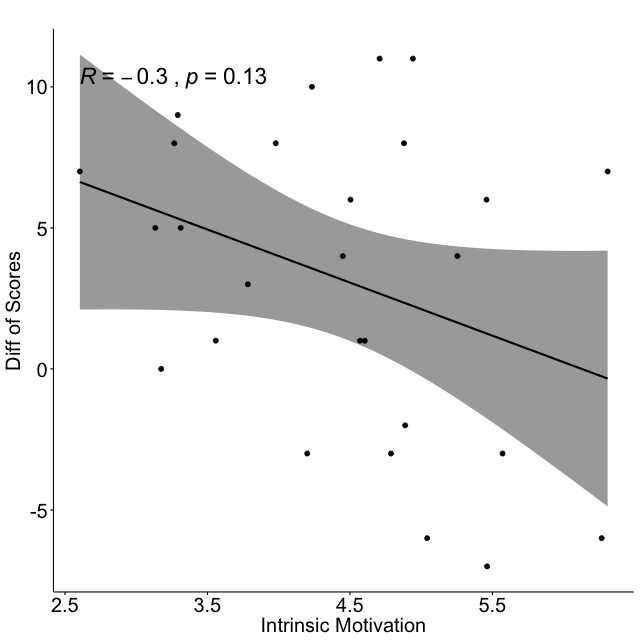 R = −0.3 , p = 0.13
10
5
0
-5
Diff of Scores
2.5 3.5 4.5 5.5
Intrinsic Motivation